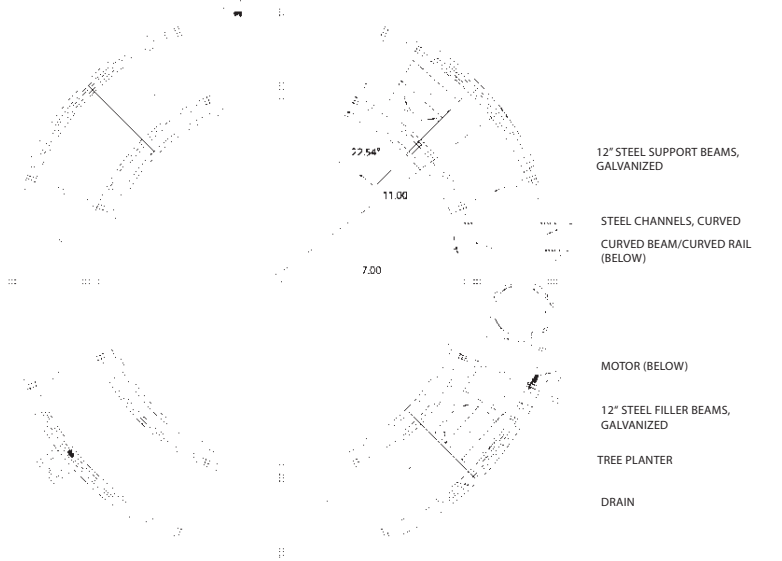 22.54°
11.00
7.00
12" STEEL SUPPORT BEAMS,
GALVANIZED
STEEL CHANNELS, CURVED
CURVED BEAM/CURVED RAIL
(BELOW)
MOTOR (BELOW)
12" STEEL FILLER BEAMS,
GALVANIZED
TREE PLANTER
DRAIN